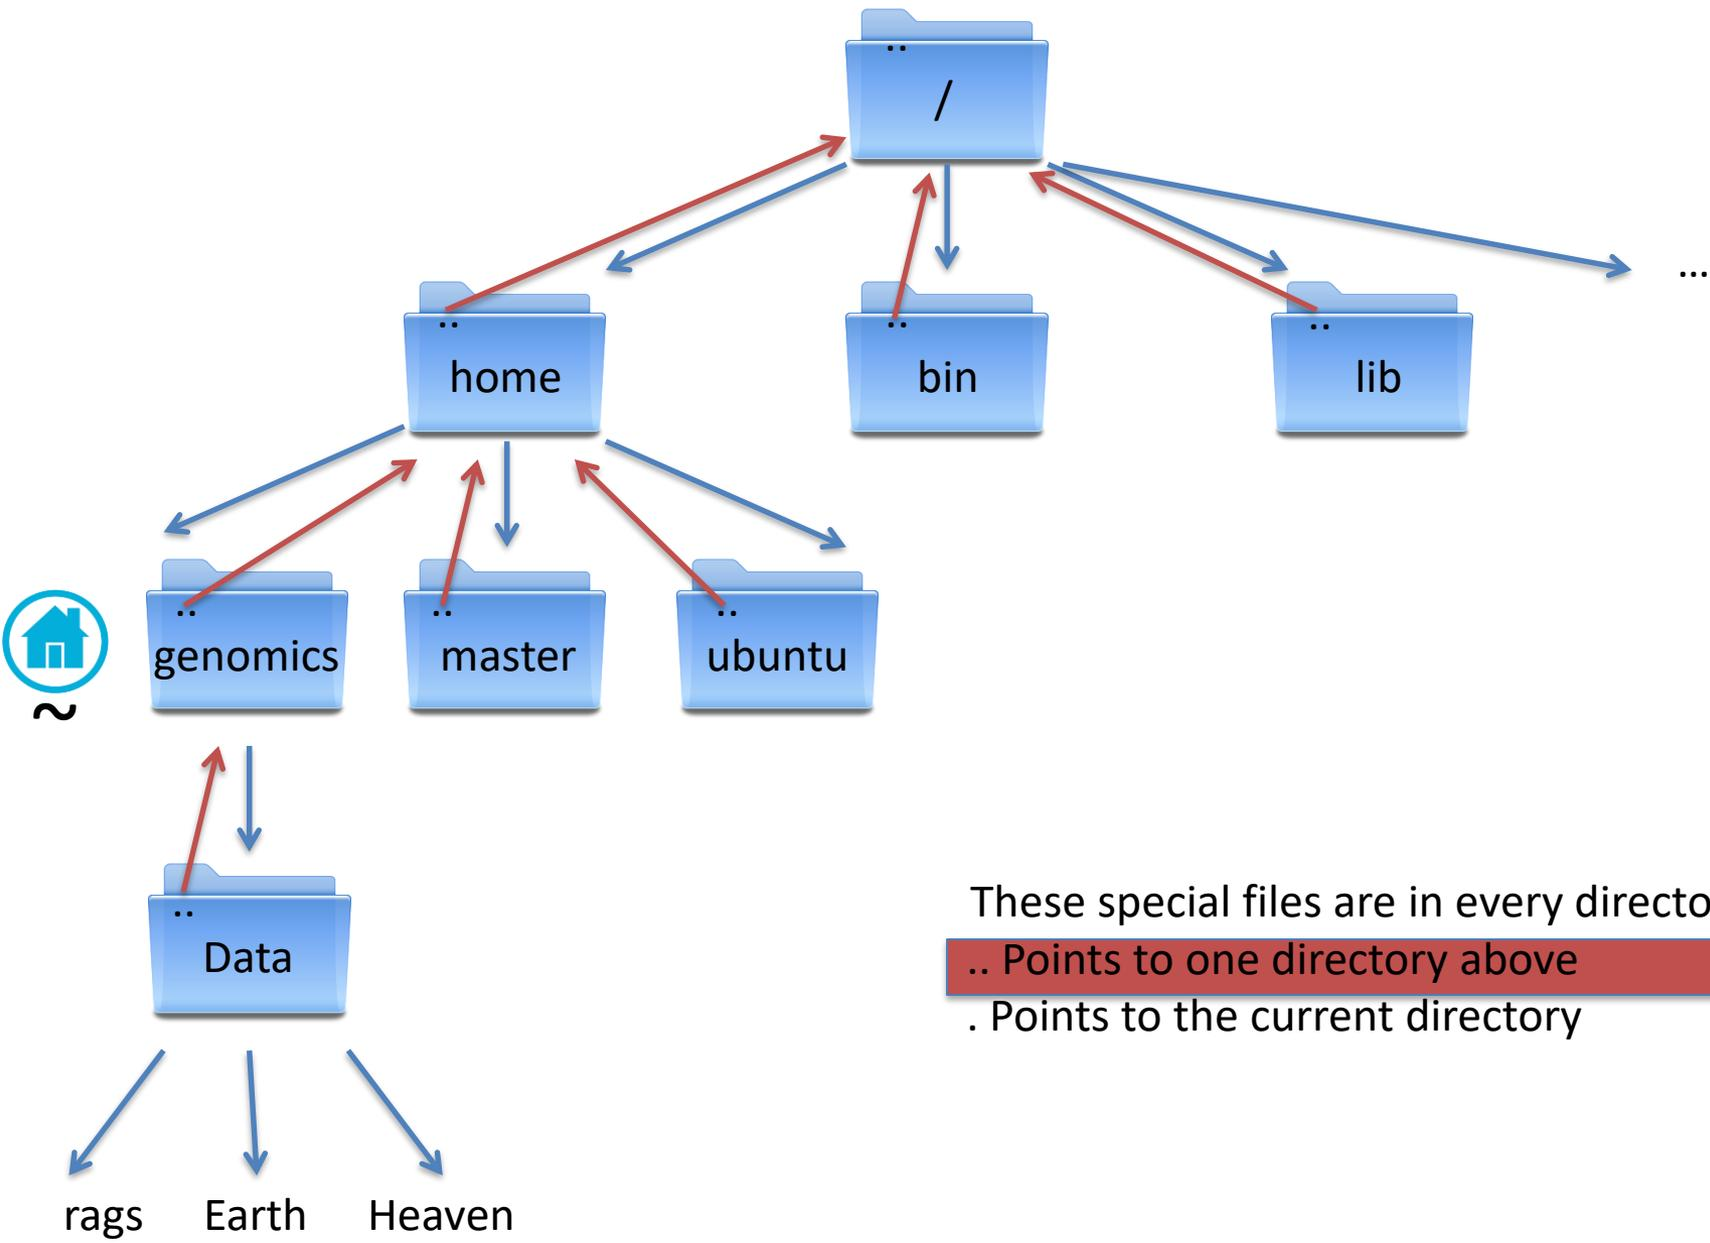 ..
/
...
..
home
..
bin
..
lib
..
genomics
..
master
..
ubuntu
~
..
Data
These special files are in every directo
.. Points to one directory above
. Points to the current directory
rags Earth Heaven